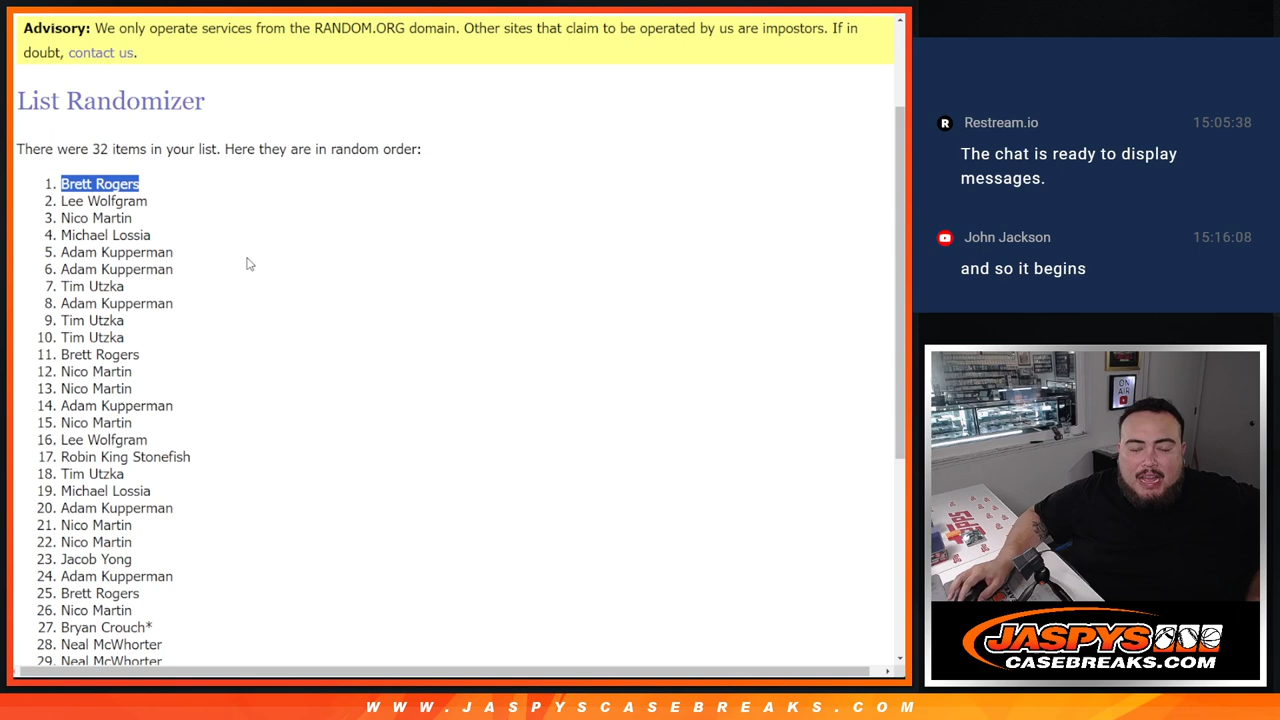 Advisory: We only operate services from the RANDOM.ORG domain. Other sites that claim to be operated by us are impostors. If in
doubt, contact us.
List Randomizer
There were 32 items in your list. Here they are in random order:
1. Brett Rogers
2. Lee Wolfgram
3. Nico Martin
4. Michael Lossia
5. Adam Kupperman
6. Adam Kupperman
7. Tim Utzka
8. Adam Kupperman
9. Tim Utzka
10. Tim Utzka
11. Brett Rogers
12. Nico Martin
13. Nico Martin
14. Adam Kupperman
15. Nico Martin
16. Lee Wolfgram
17. Robin King Stonefish
18. Tim Utzka
19. Michael Lossia
20. Adam Kupperman
21. Nico Martin
22. Nico Martin
23. Jacob Yong
24. Adam Kupperman
25. Brett Rogers
26. Nico Martin
27. Bryan Crouch*
28. Neal McWhorter
29. Neal McWhorter
R Restream.io 15:05:38
The chat is ready to display
messages.
John Jackson 15:16:08
and so it begins
ON
AIR
topps
JASPYS
CASEBREAKS.COM
WWW.JASPYSCASEBREAKS.COM